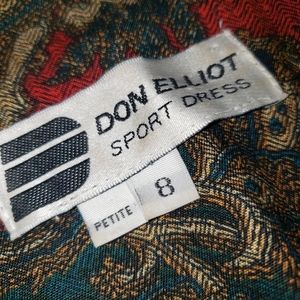 DON ELLIOT
SPORT DRESS
PETITE 8